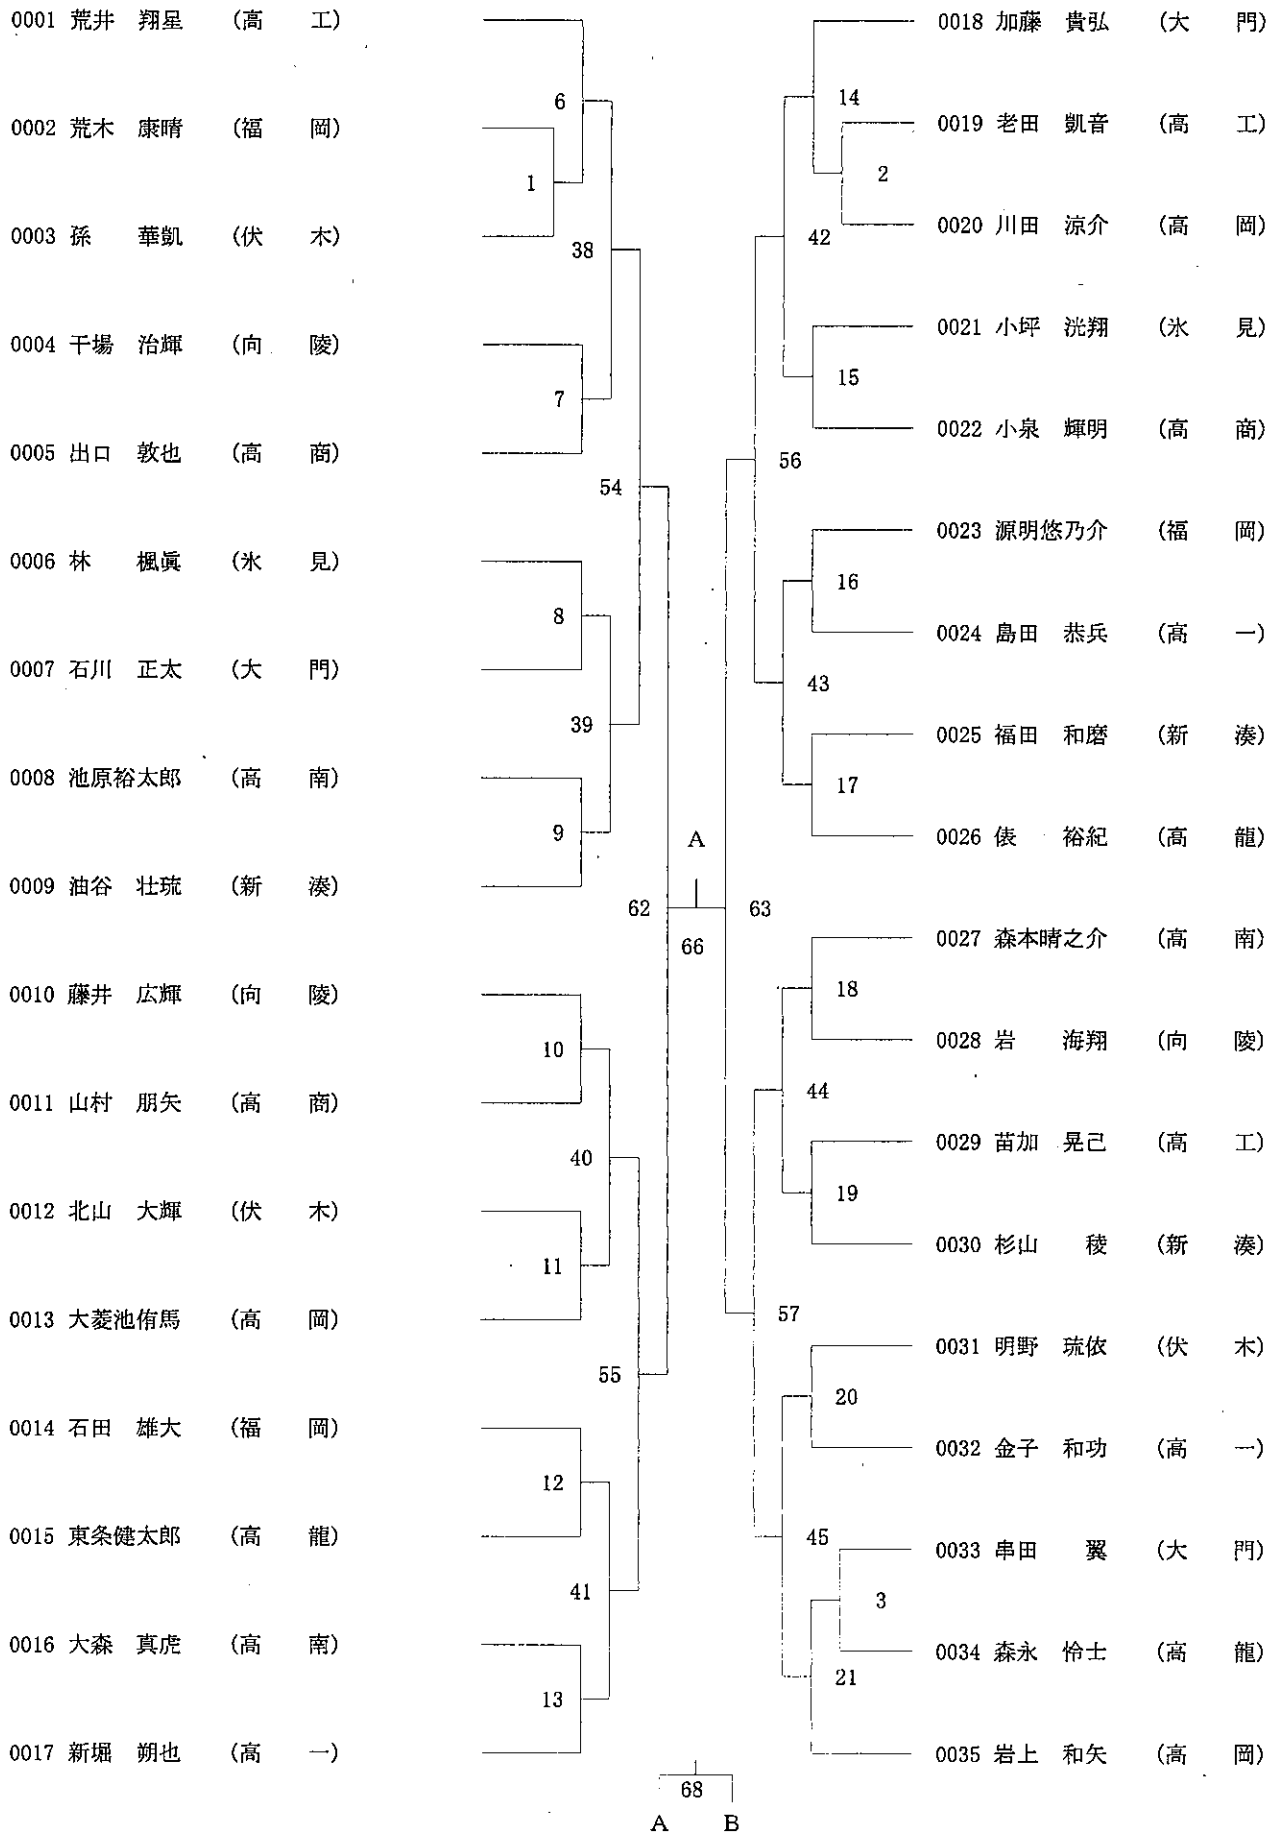 0001 荒井 翔星 (高 工)
6
0002 荒木 康晴 (福 岡)
1
0003 孫 華凱 (伏 木)
38
0004 干場 治輝 (向 陵)
7
0005 出口 敦也 (高 商)
54
0006 林 楓眞 (氷 見)
8
0007 石川 正太 (大 門)
39
0008 池原裕太郎 (高 南)
9
0009 油谷 壮琉 (新 湊)
62
0010 藤井 広輝 (向 陵)
10
0011 山村 朋矢 (高 商)
40
0012 北山 大輝 (伏 木)
11
0013 大菱池侑馬 (高 岡)
55
0014 石田 雄大 (福 岡)
12
0015 東条健太郎 (高 龍)
41
0016 大森 真虎 (高 南)
13
0017 新堀 朔也 (高 一)
A
66
68
A B
0018 加藤 貴弘 (大 門)
14
0019 老田 凱音 (高 工)
2
0020 川田 涼介 (高 岡)
42
0021 小坪 洸翔 (氷 見)
15
0022 小泉 輝明 (高 商)
56
0023 源明悠乃介 (福 岡)
16
0024 島田 恭兵 (高 一)
43
0025 福田 和磨 (新 湊)
17
0026 俵 裕紀 (高 龍)
63
0027 森本晴之介 (高 南)
18
0028 岩 海翔 (向 陵)
44
0029 苗加 晃己 (高 工)
19
0030 杉山 稜 (新 湊)
57
0031 明野 琉依 (伏 木)
20
0032 金子 和功 (高 一)
45
0033 串田 翼 (大 門)
3
0034 森永 怜士 (高 龍)
21
0035 岩上 和矢 (高 岡)